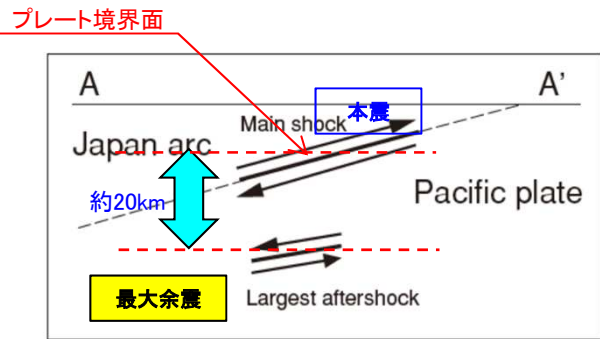 プレート境界面
A
A’
本震
Main shock
Japan arc
Pacific plate
約20km
最大余震
Largest aftershock